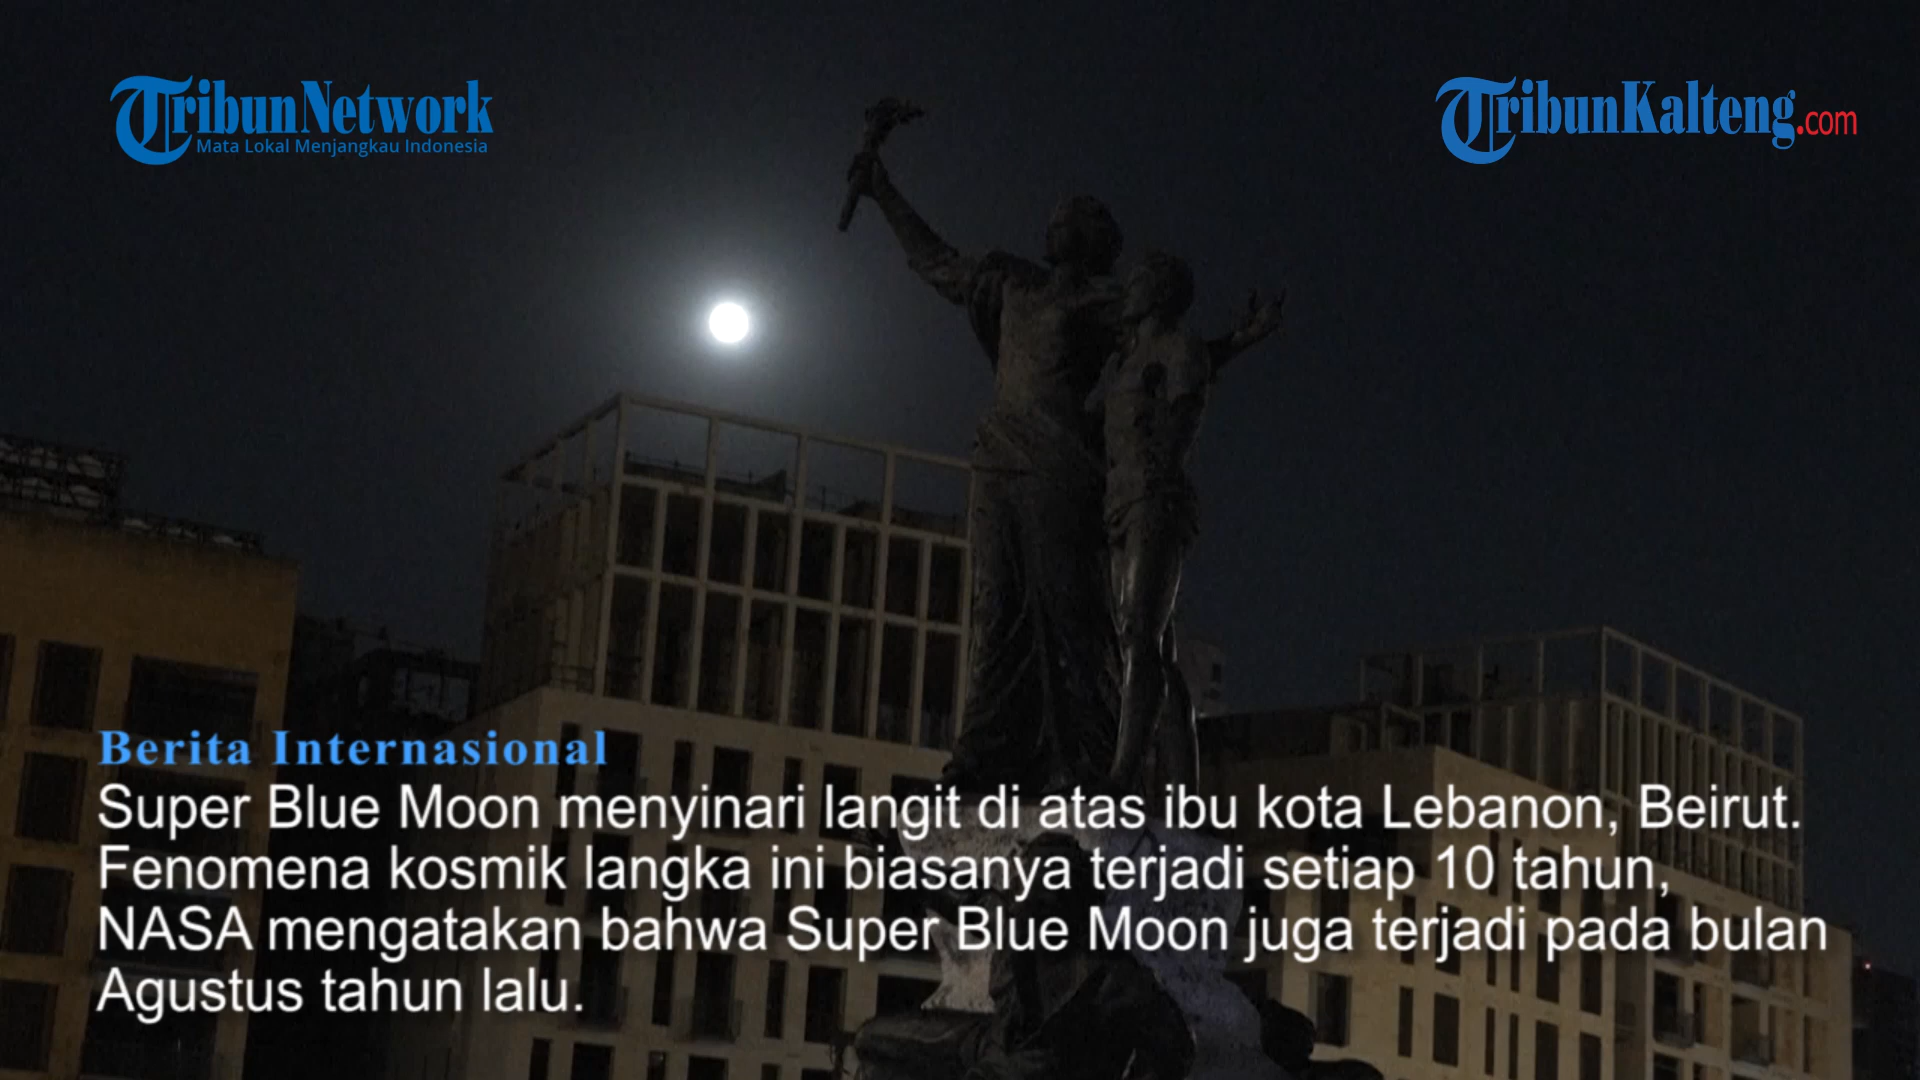 TribunNetwork
Mata Lokal Menjangkau Indonesia
TribunKalteng.com
Berita Internasional
Super Blue Moon menyinari langit di atas ibu kota Lebanon, Beirut.
Fenomena kosmik langka ini biasanya terjadi setiap 10 tahun,
NASA mengatakan bahwa Super Blue Moon juga terjadi pada bulan
Agustus tahun lalu.